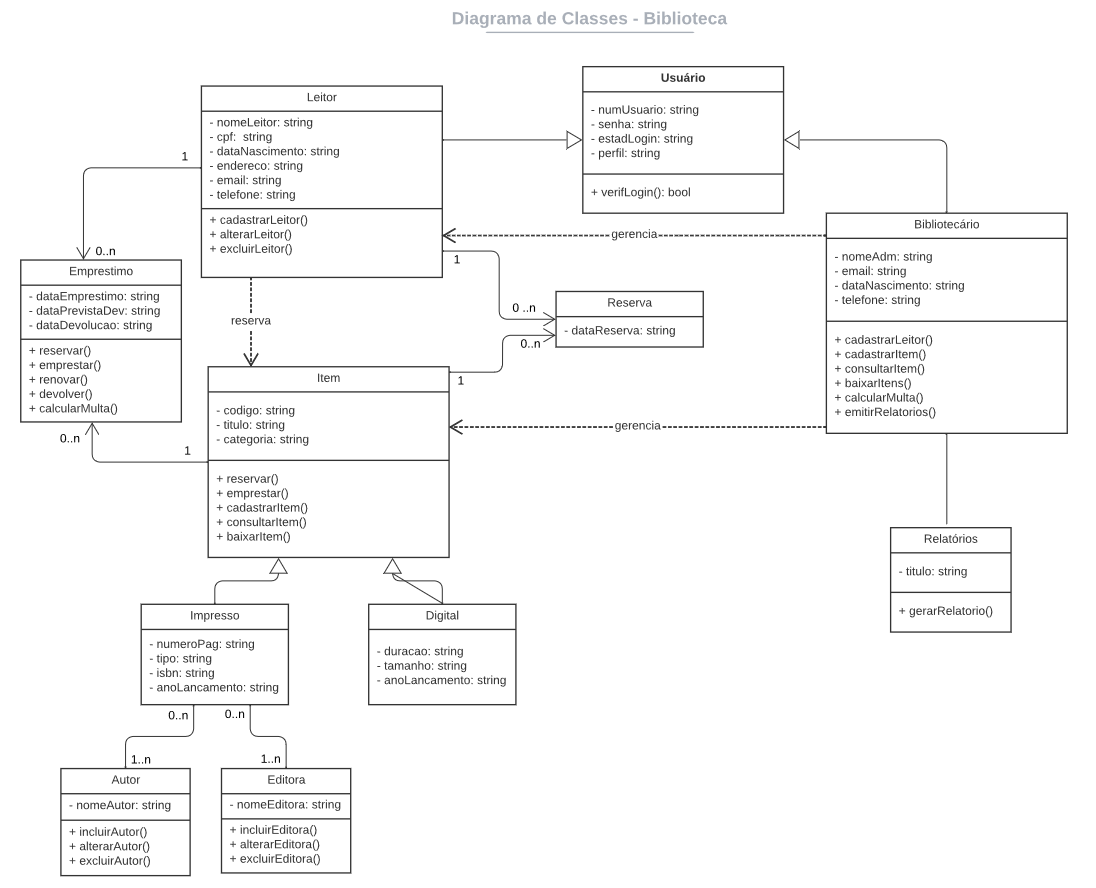 Diagrama de Classes - Biblioteca
Usuário
- numUsuario: string
- senha: string
- estadLogin: string
- perfil: string
+ verifLogin(): bool
Leitor
- nomeLeitor: string
- cpf:  string
- dataNascimento: string
- endereco: string
- email: string
- telefone: string
+ cadastrarLeitor()
+ alterarLeitor()
+ excluirLeitor()
1
0..n
gerencia
Bibliotecário
- nomeAdm: string
- email: string
- dataNascimento: string
- telefone: string
+ cadastrarLeitor()
+ cadastrarItem()
+ consultarItem()
+ baixarItens()
+ calcularMulta()
+ emitirRelatorios()
Emprestimo
- dataEmprestimo: string
- dataPrevistaDev: string
- dataDevolucao: string
+ reservar()
+ emprestar()
+ renovar()
+ devolver()
+ calcularMulta()
1
0 ..n
Reserva
- dataReserva: string
reserva
0..n
1
Item
- codigo: string
- titulo: string
- categoria: string
+ reservar()
+ emprestar()
+ cadastrarItem()
+ consultarItem()
+ baixarItem()
gerencia
0..n
1
Relatórios
- titulo: string
+ gerarRelatorio()
Impresso
- numeroPag: string
- tipo: string
- isbn: string
- anoLancamento: string
Digital
- duracao: string
- tamanho: string
- anoLancamento: string
0..n
0..n
1..n
1..n
Autor
- nomeAutor: string
+ incluirAutor()
+ alterarAutor()
+ excluirAutor()
Editora
- nomeEditora: string
+ incluirEditora()
+ alterarEditora()
+ excluirEditora()